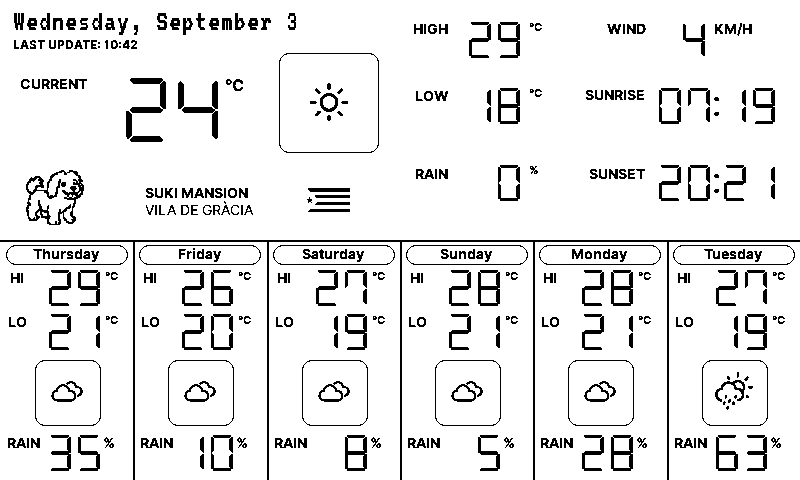 Wednesday, September 3
LAST UPDATE: 10:42
CURRENT 24 °C
SUKI MANSION
VILA DE GRÀCIA
HIGH 29 °C
LOW 18 °C
RAIN 0 %
WIND 4 KM/H
SUNRISE 07:19
SUNSET 20:21
Thursday
HI 29 °C
LO 21 °C
RAIN 35 %
Friday
HI 26 °C
LO 20 °C
RAIN 10 %
Saturday
HI 27 °C
LO 19 °C
RAIN 8 %
Sunday
HI 28 °C
LO 21 °C
RAIN 5 %
Monday
HI 28 °C
LO 21 °C
RAIN 28 %
Tuesday
HI 27 °C
LO 19 °C
RAIN 63 %